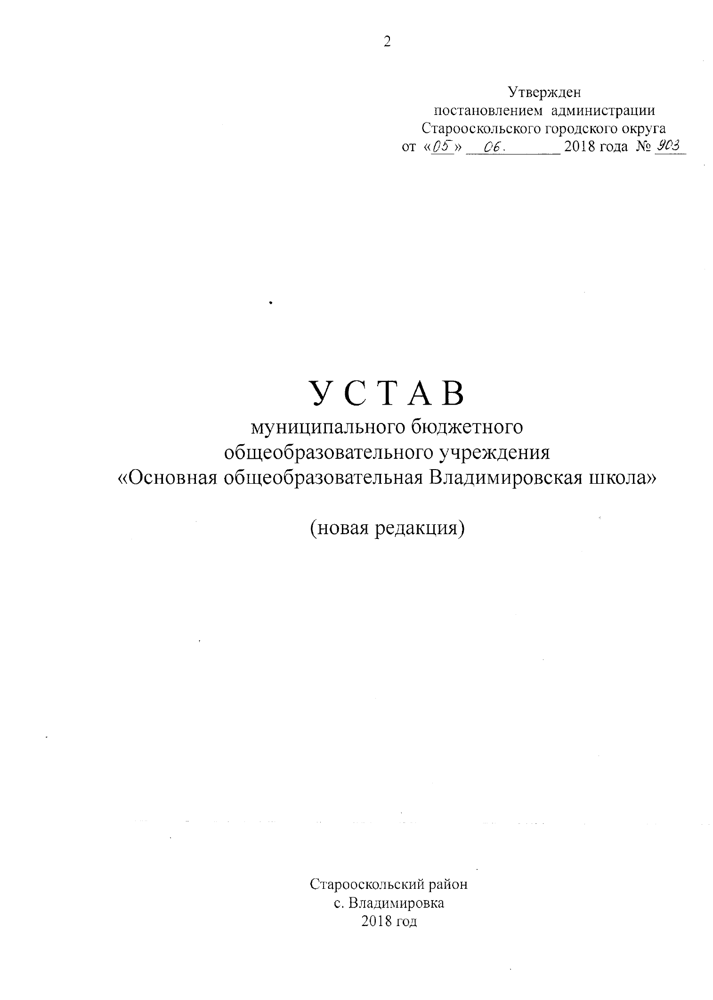 2
Утвержден
постановлением администрации
Старооскольского городского округа
от «05» 06. 2018 года № 903
УСТАВ
муниципального бюджетного
общеобразовательного учреждения
«Основная общеобразовательная Владимировская школа»
(новая редакция)
Старооскольский район
с. Владимировка
2018 год